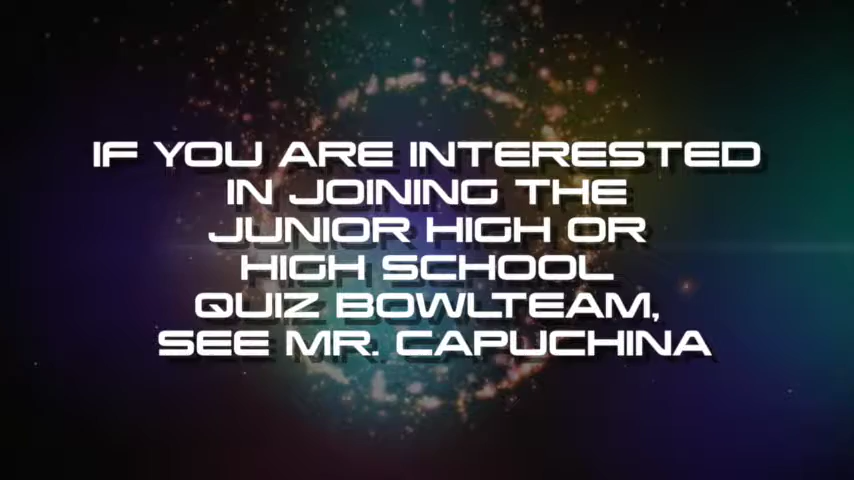 IF YOU ARE INTERESTED
IN JOINING THE
JUNIOR HIGH OR
HIGH SCHOOL
QUIZ BOWLTEAM,
SEE MR. CAPUCHINA